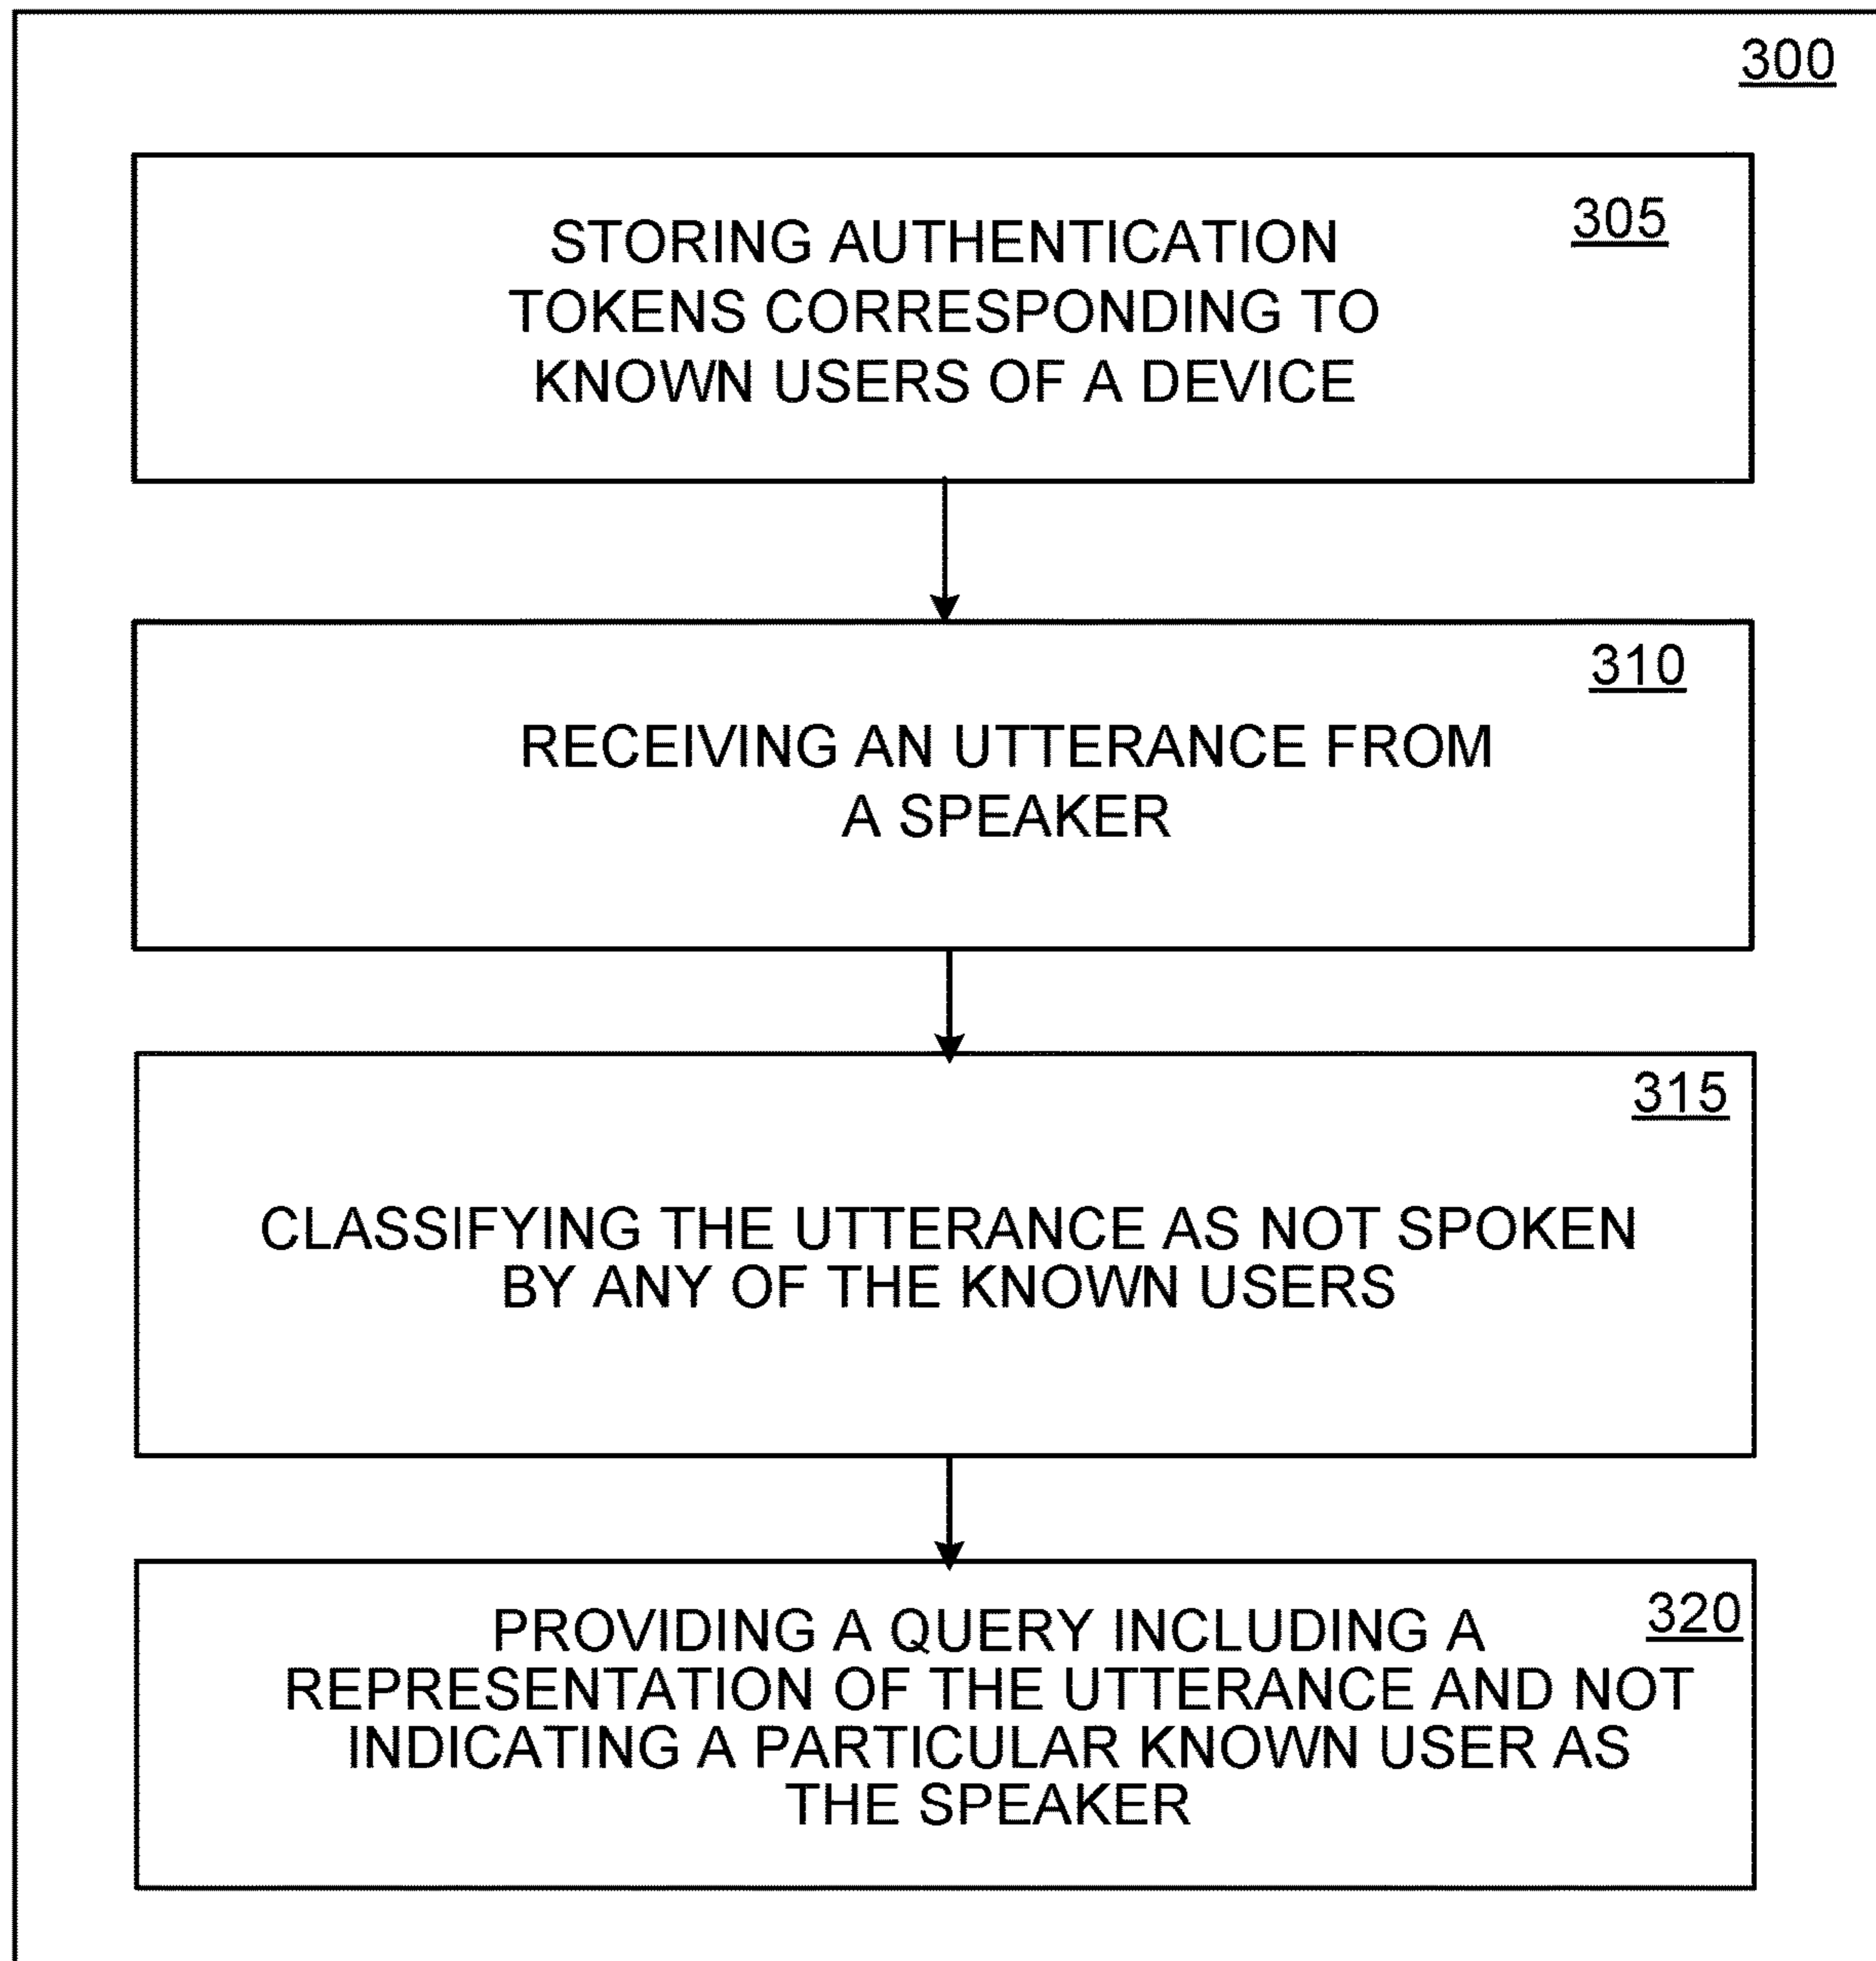 300
305
STORING AUTHENTICATION
TOKENS CORRESPONDING TO
KNOWN USERS OF A DEVICE
310
RECEIVING AN UTTERANCE FROM
A SPEAKER
315
CLASSIFYING THE UTTERANCE AS NOT SPOKEN
BY ANY OF THE KNOWN USERS
320
PROVIDING A QUERY INCLUDING A
REPRESENTATION OF THE UTTERANCE AND NOT
INDICATING A PARTICULAR KNOWN USER AS
THE SPEAKER